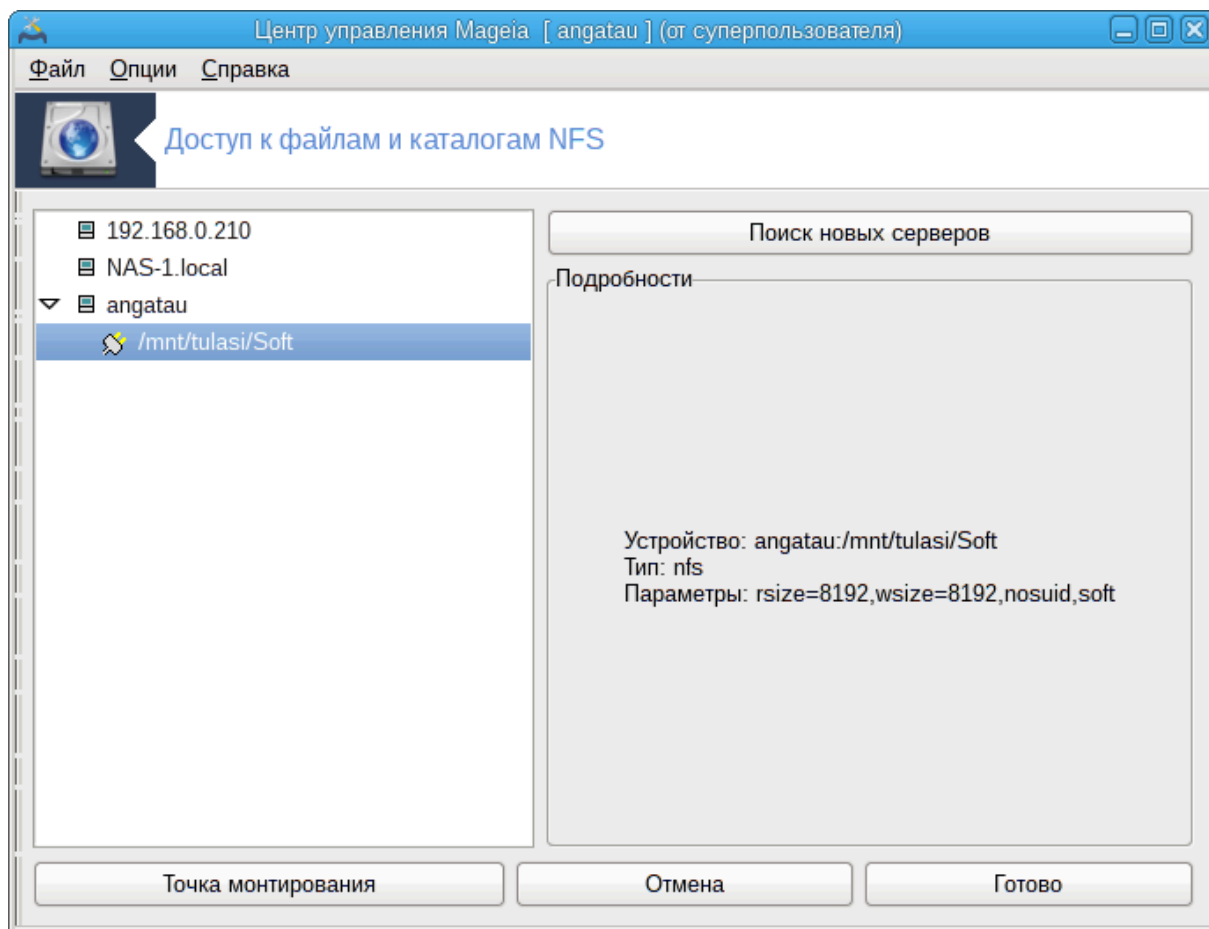 Центр управления Mageia [ angatau ] (от суперпользователя)
Файл Опции Справка
Доступ к файлам и каталогам NFS
192.168.0.210
NAS-1.local
angatau
/mnt/tulasi/Soft
Поиск новых серверов
Подробности
Устройство: angatau:/mnt/tulasi/Soft
Тип: nfs
Параметры: rsize=8192,wsize=8192,nosuid,soft
Точка монтирования
Отмена
Готово